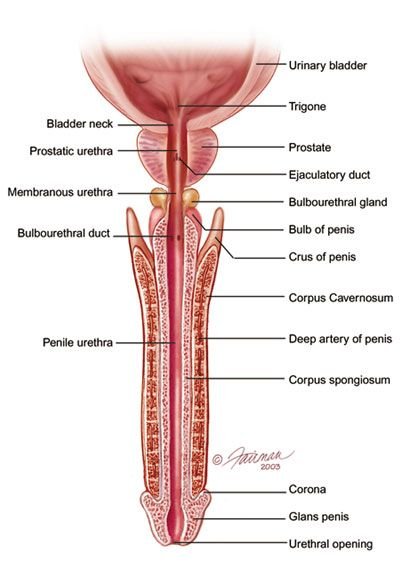 Urinary bladder
Trigone
Bladder neck
Prostatic urethra
Prostate
Ejaculatory duct
Membranous urethra
Bulbourethral gland
Bulbourethral duct
Bulb of penis
Crus of penis
Corpus Cavernosum
Penile urethra
Deep artery of penis
Corpus spongiosum
© Fairman
2003
Corona
Glans penis
Urethral opening